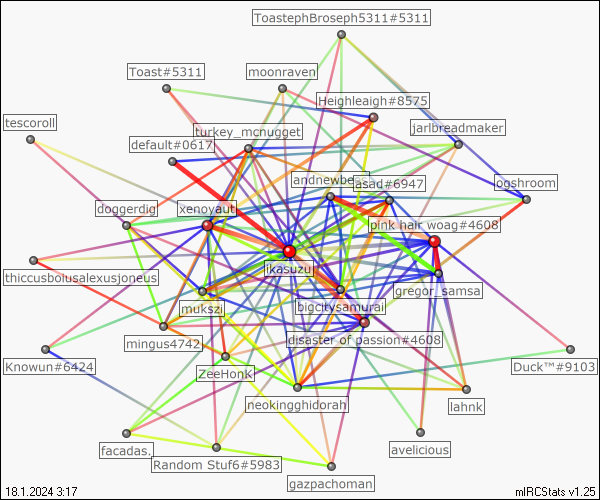 ToastephBroseph5311#5311
Toast#5311
moonraven
Heighleaigh#8575
tescoroll
turkey_mcnugget
jarlbreadmaker
default#0617
asad#6947
ogshroom
doggerdig
xenoyaut
pink hair woag#4608
ikasuzu
thiccusbolusalexusjoneus
gregor_samsa
mukszi
bigcitysamurai
mingus4742
disaster of passion#4608
Knowun#6424
ZeeHonk
Duck™#9103
neokingghidorah
lahnk
facadas.
avelicious
Random Stuf6#5983
gazpachoman
18.1.2024 3:17
mIRCStats v1.25